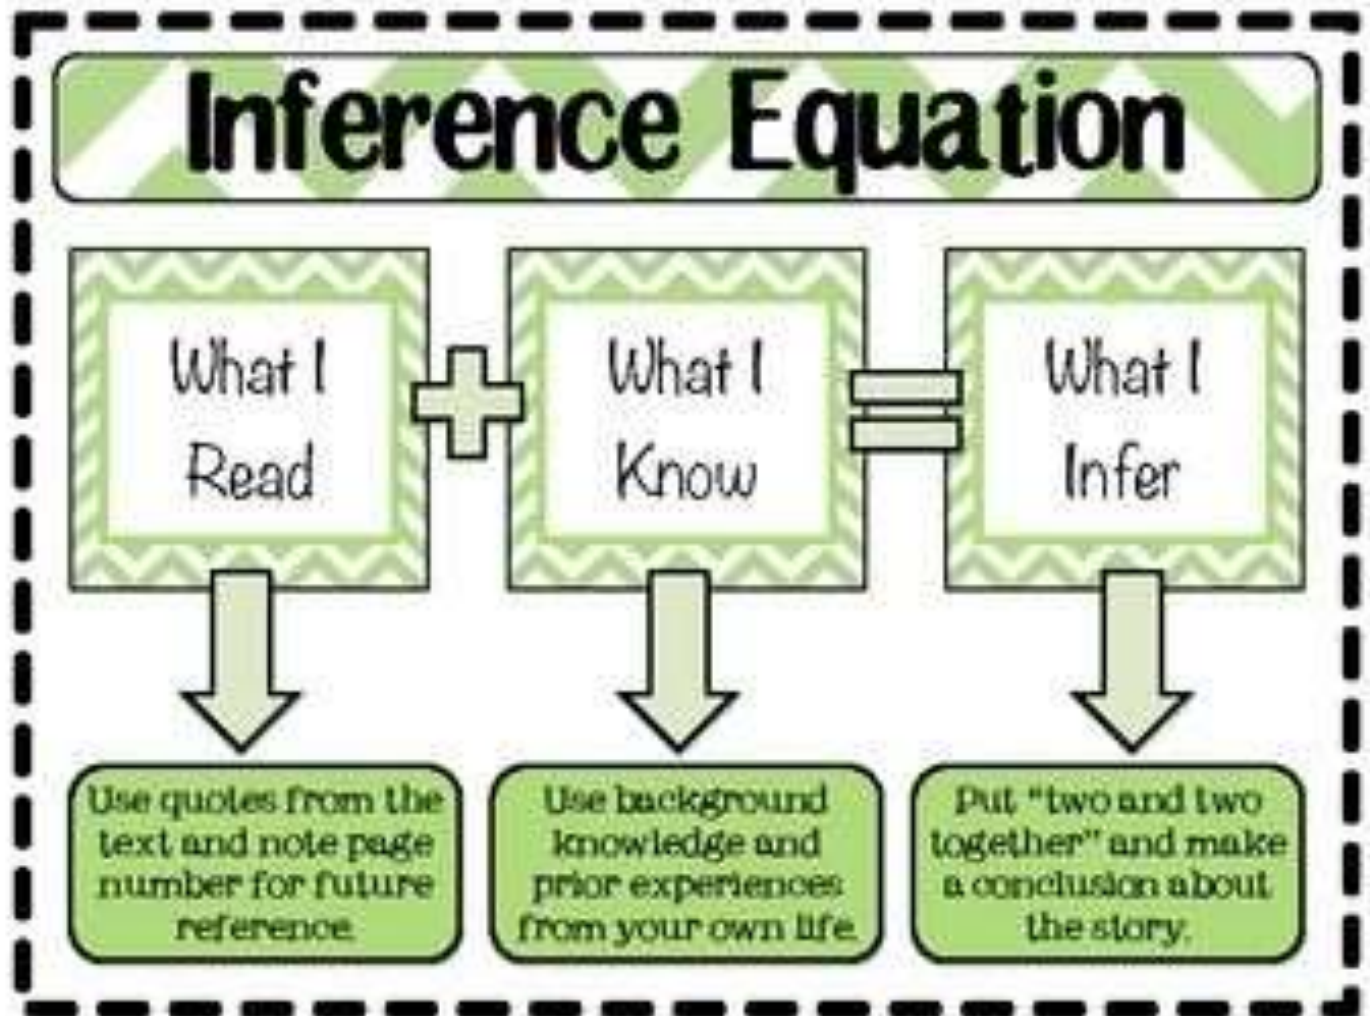 Inference Equation
What I
Read
What I
Know
What I
Infer
Use quotes from the
text and note page
number for future
reference.
Use background
knowledge and
prior experiences
from your own life.
Put "two and two
together" and make
a conclusion about
the story.